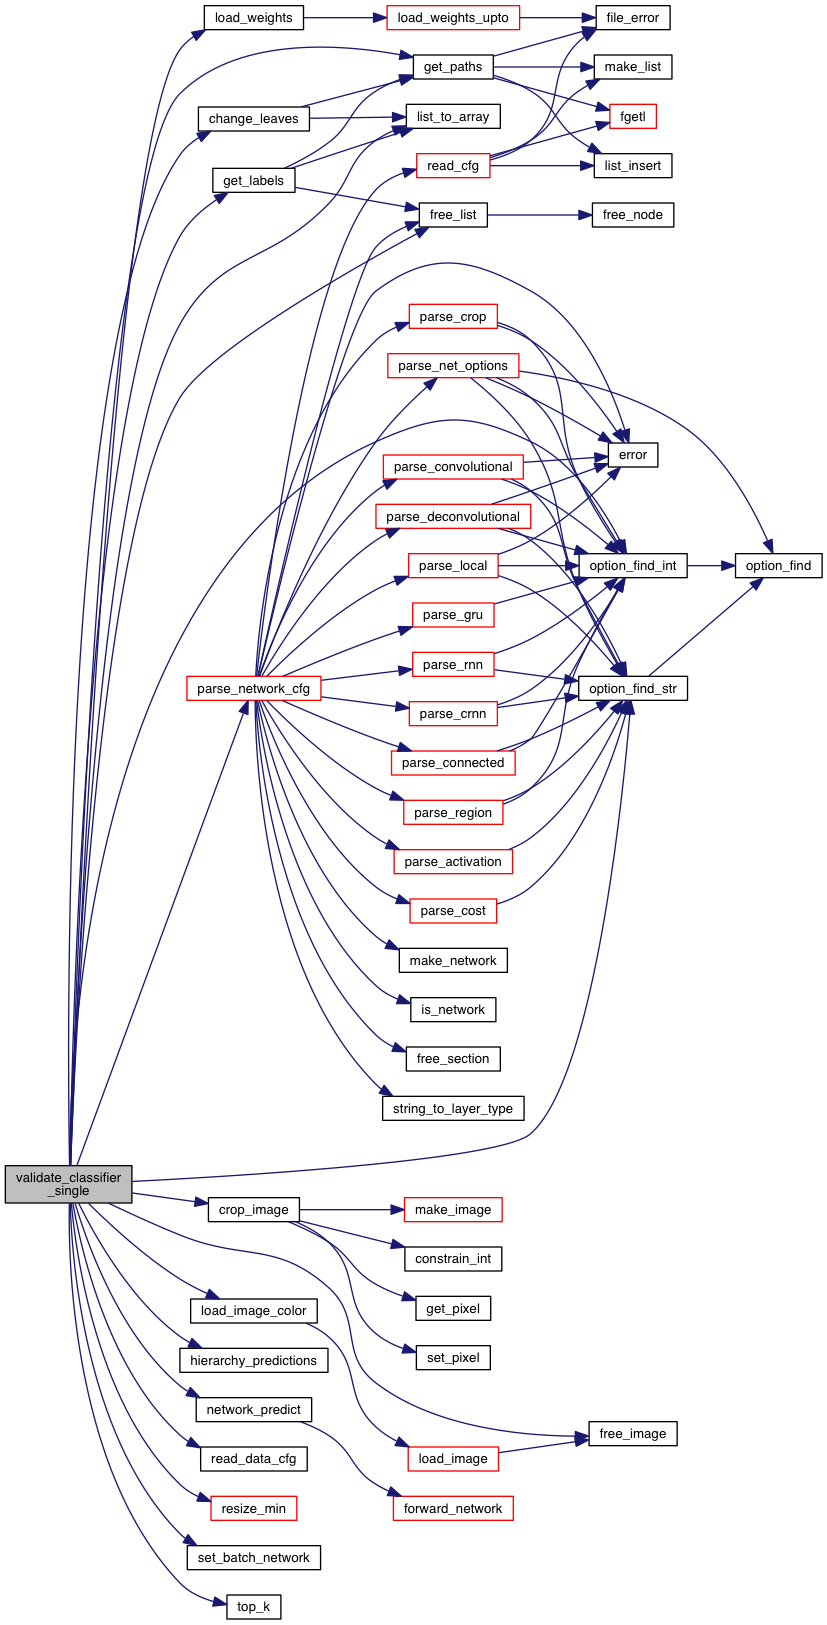 load_weights
load_weights_upto
file_error
get_paths
make_list
change_leaves
list_to_array
fgetl
get_labels
read_cfg
list_insert
free_list
free_node
parse_crop
parse_net_options
error
parse_convolutional
parse_deconvolutional
parse_local
option_find_int
option_find
parse_gru
parse_rnn
parse_network_cfg
option_find_str
parse_crnn
parse_connected
parse_region
parse_activation
parse_cost
make_network
is_network
free_section
string_to_layer_type
validate_classifier
_single
crop_image
make_image
constrain_int
load_image_color
get_pixel
hierarchy_predictions
set_pixel
network_predict
free_image
read_data_cfg
load_image
resize_min
forward_network
set_batch_network
top_k